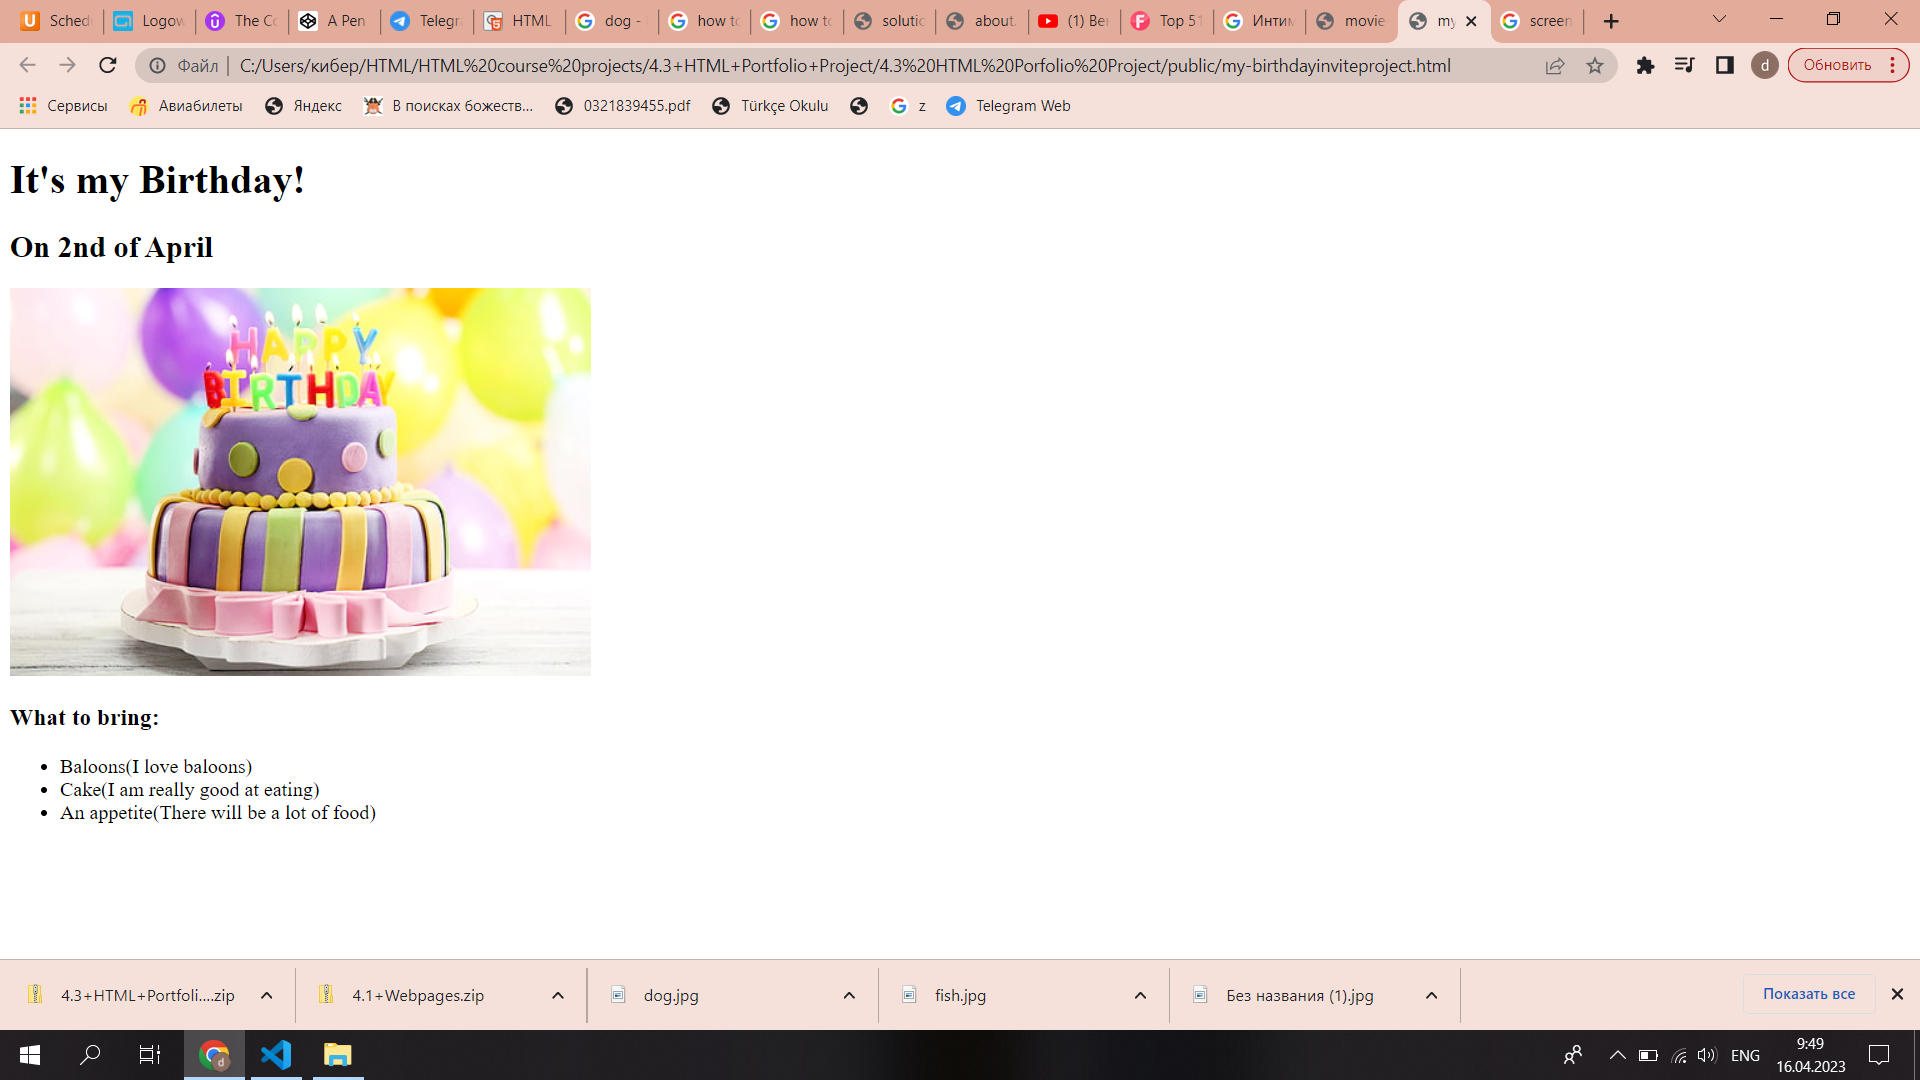 Sched
Logow
The Co
A Pen
Telegr
HTML
dog -
how to
how to
solutio
about.
(1) Ве
Top 51
Интим
movie
my
screen
Файл
C:/Users/кибер/HTML/HTML%20course%20projects/4.3+HTML+Portfolio+Project/4.3%20HTML%20Porfolio%20Project/public/my-birthdayinviteproject.html
d
Обновить
Сервисы
Авиабилеты
Яндекс
В поисках божеств...
0321839455.pdf
Türkçe Okulu
z
Telegram Web
It's my Birthday!
On 2nd of April
HAPPY
BIRTHDAY
What to bring:
Baloons(I love baloons)
Cake(I am really good at eating)
An appetite(There will be a lot of food)
4.3+HTML+Portfoli....zip
4.1+Webpages.zip
dog.jpg
fish.jpg
Без названия (1).jpg
Показать все
ENG
9:49
16.04.2023